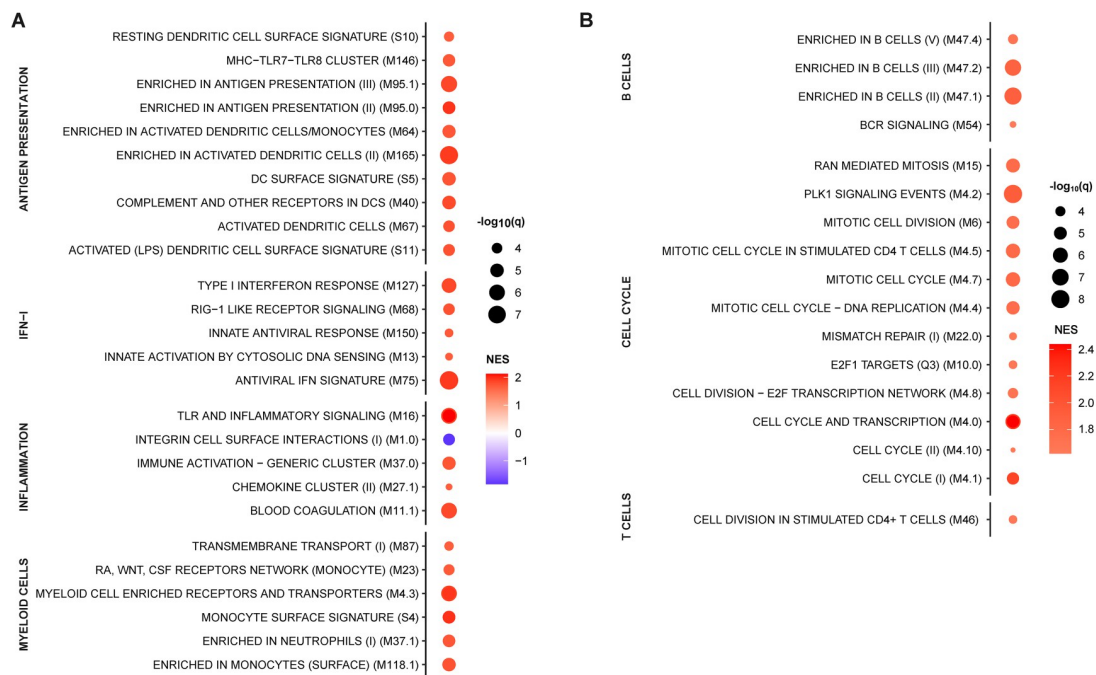 A
ANTIGEN PRESENTATION
RESTING DENDRITIC CELL SURFACE SIGNATURE (S10)
MHC−TLR7−TLR8 CLUSTER (M146)
ENRICHED IN ANTIGEN PRESENTATION (III) (M95.1)
ENRICHED IN ANTIGEN PRESENTATION (II) (M95.0)
ENRICHED IN ACTIVATED DENDRITIC CELLS/MONOCYTES (M64)
ENRICHED IN ACTIVATED DENDRITIC CELLS (II) (M165)
DC SURFACE SIGNATURE (S5)
COMPLEMENT AND OTHER RECEPTORS IN DCS (M40)
ACTIVATED DENDRITIC CELLS (M67)
ACTIVATED (LPS) DENDRITIC CELL SURFACE SIGNATURE (S11)
IFN−I
TYPE I INTERFERON RESPONSE (M127)
RIG−1 LIKE RECEPTOR SIGNALING (M68)
INNATE ANTIVIRAL RESPONSE (M150)
INNATE ACTIVATION BY CYTOSOLIC DNA SENSING (M13)
ANTIVIRAL IFN SIGNATURE (M75)
INFLAMMATION
TLR AND INFLAMMATORY SIGNALING (M16)
INTEGRIN CELL SURFACE INTERACTIONS (I) (M1.0)
IMMUNE ACTIVATION − GENERIC CLUSTER (M37.0)
CHEMOKINE CLUSTER (II) (M27.1)
BLOOD COAGULATION (M11.1)
MYELOID CELLS
TRANSMEMBRANE TRANSPORT (I) (M87)
RA, WNT, CSF RECEPTORS NETWORK (MONOCYTE) (M23)
MYELOID CELL ENRICHED RECEPTORS AND TRANSPORTERS (M4.3)
MONOCYTE SURFACE SIGNATURE (S4)
ENRICHED IN NEUTROPHILS (I) (M37.1)
ENRICHED IN MONOCYTES (SURFACE) (M118.1)
-log10(q)
4
5
6
7
NES
2
1
0
−1
B
B CELLS
ENRICHED IN B CELLS (V) (M47.4)
ENRICHED IN B CELLS (III) (M47.2)
ENRICHED IN B CELLS (II) (M47.1)
BCR SIGNALING (M54)
CELL CYCLE
RAN MEDIATED MITOSIS (M15)
PLK1 SIGNALING EVENTS (M4.2)
MITOTIC CELL DIVISION (M6)
MITOTIC CELL CYCLE IN STIMULATED CD4 T CELLS (M4.5)
MITOTIC CELL CYCLE (M4.7)
MITOTIC CELL CYCLE − DNA REPLICATION (M4.4)
MISMATCH REPAIR (I) (M22.0)
E2F1 TARGETS (Q3) (M10.0)
CELL DIVISION − E2F TRANSCRIPTION NETWORK (M4.8)
CELL CYCLE AND TRANSCRIPTION (M4.0)
CELL CYCLE (II) (M4.10)
CELL CYCLE (I) (M4.1)
T CELLS
CELL DIVISION IN STIMULATED CD4+ T CELLS (M46)
-log₁₀(q)
4
5
6
7
8
NES
2.4
2.1
1.8